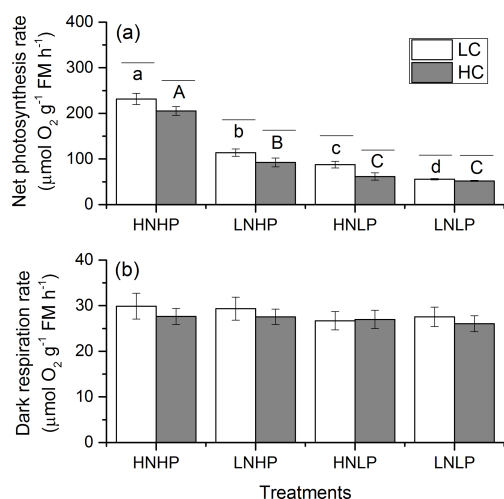 (a)
LC
HC
400
300
200
100
0
Net photosynthesis rate
(μmol O₂ g⁻¹ FM h⁻¹)
a A
b B
c C
d C
HNHP LNHP HNLP LNLP
(b)
40
30
20
10
0
Dark respiration rate
(μmol O₂ g⁻¹ FM h⁻¹)
HNHP LNHP HNLP LNLP
Treatments